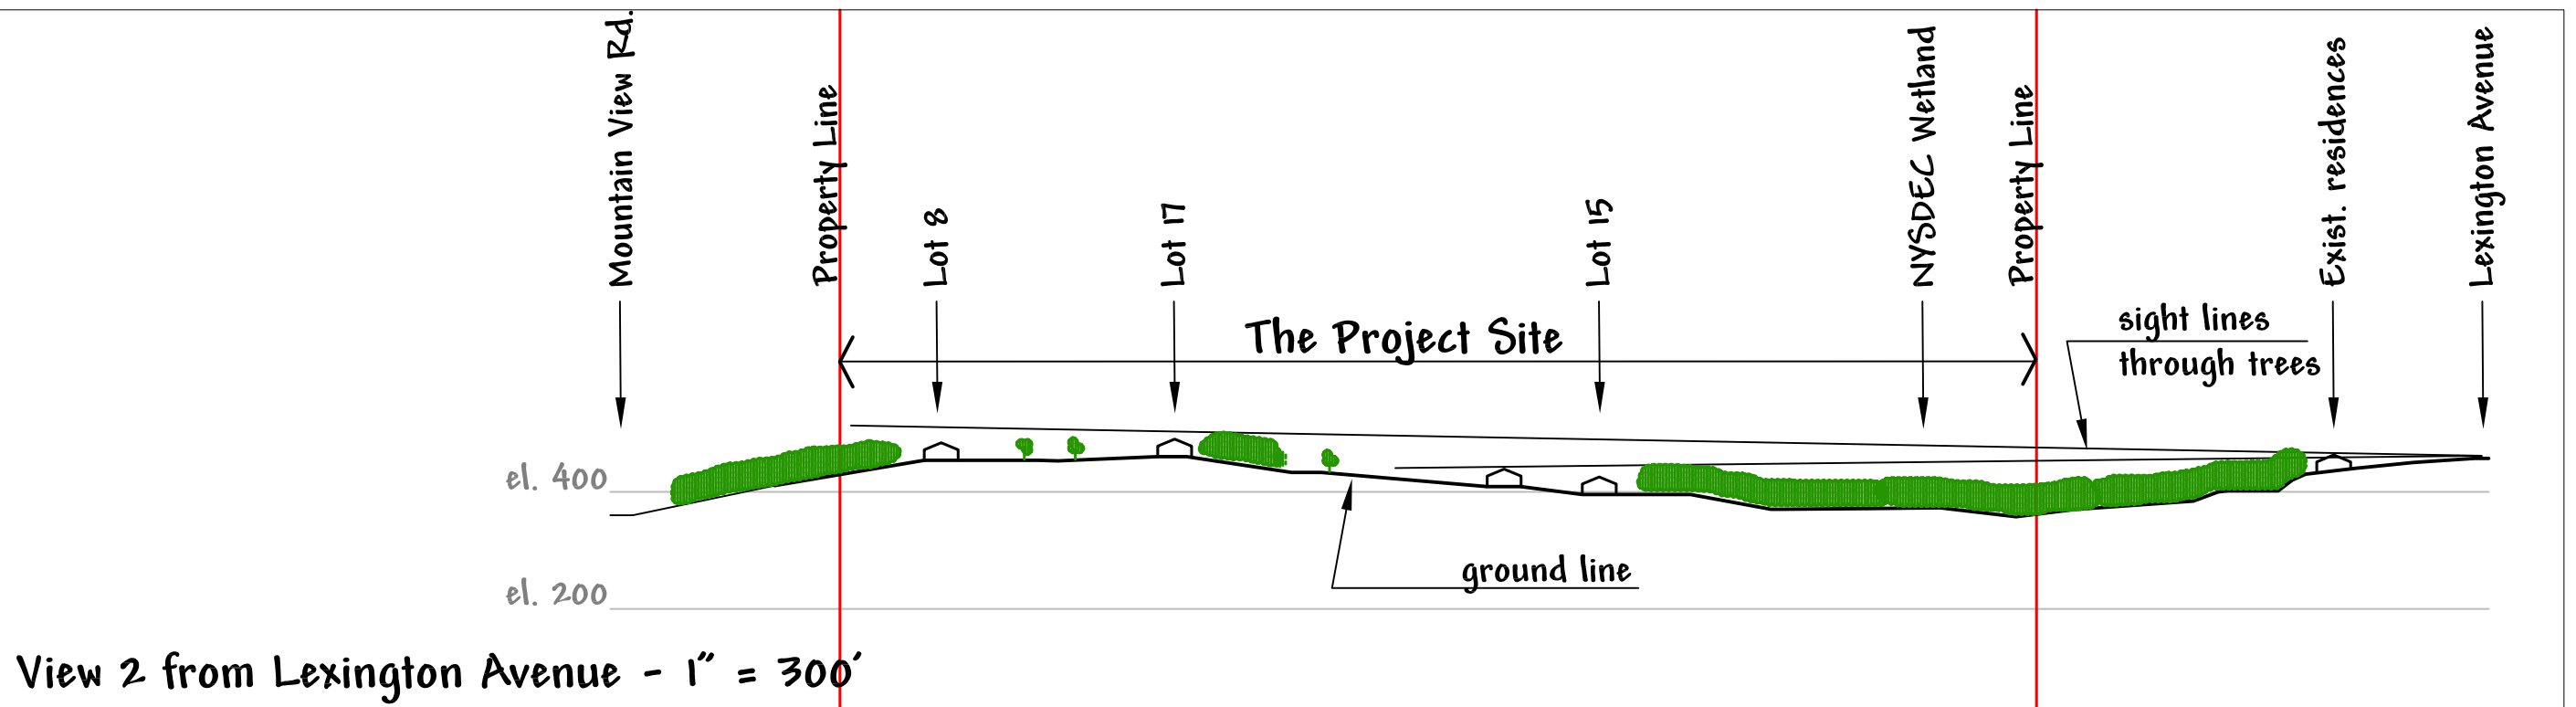 Mountain View Rd.
Property Line
Lot 8
Lot 17
Lot 15
NYSDEC Wetland
Property Line
Exist. residences
Lexington Avenue
The Project Site
sight lines
through trees
el. 400
ground line
el. 200
View 2 from Lexington Avenue - 1" = 300'